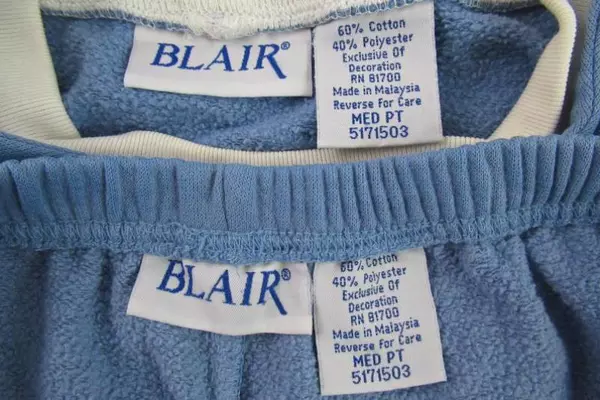 BLAIR®
60% Cotton
40% Polyester
Exclusive Of
Decoration
RN 81700
Made in Malaysia
Reverse for Care
MED PT
5171503
BLAIR®
60% Cotton
40% Polyester
Exclusive Of
Decoration
RN 81700
Made in Malaysia
Reverse for Care
MED PT
5171503